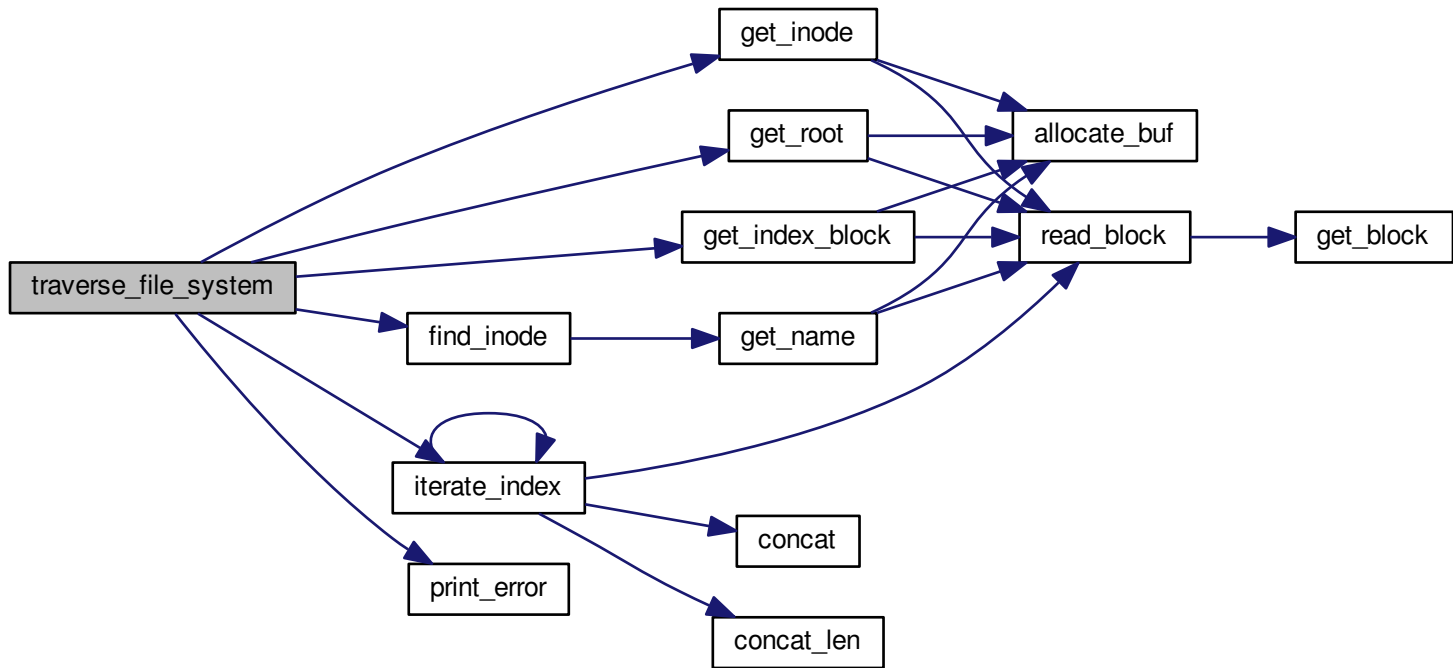 get_inode
get_root
allocate_buf
get_index_block
read_block
get_block
traverse_file_system
find_inode
get_name
iterate_index
concat
print_error
concat_len